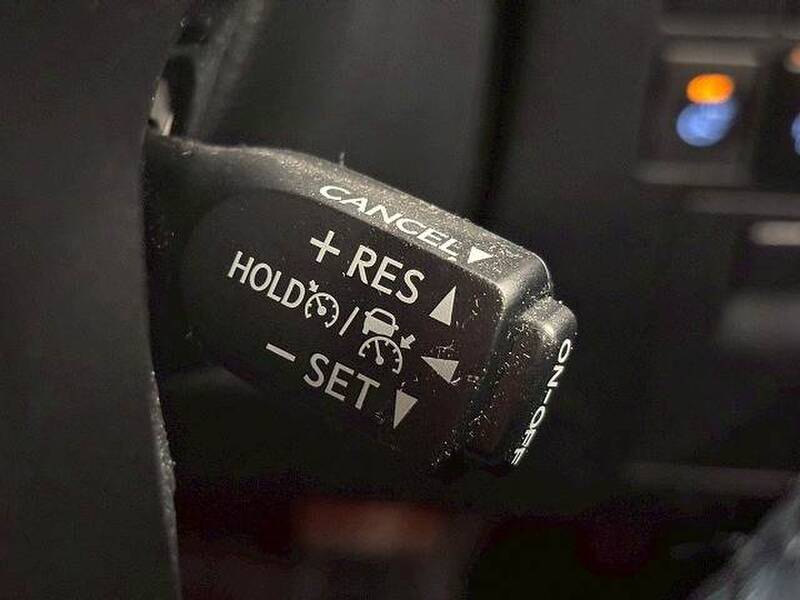 CANCEL
+ RES
HOLD /
− SET
ON-OFF